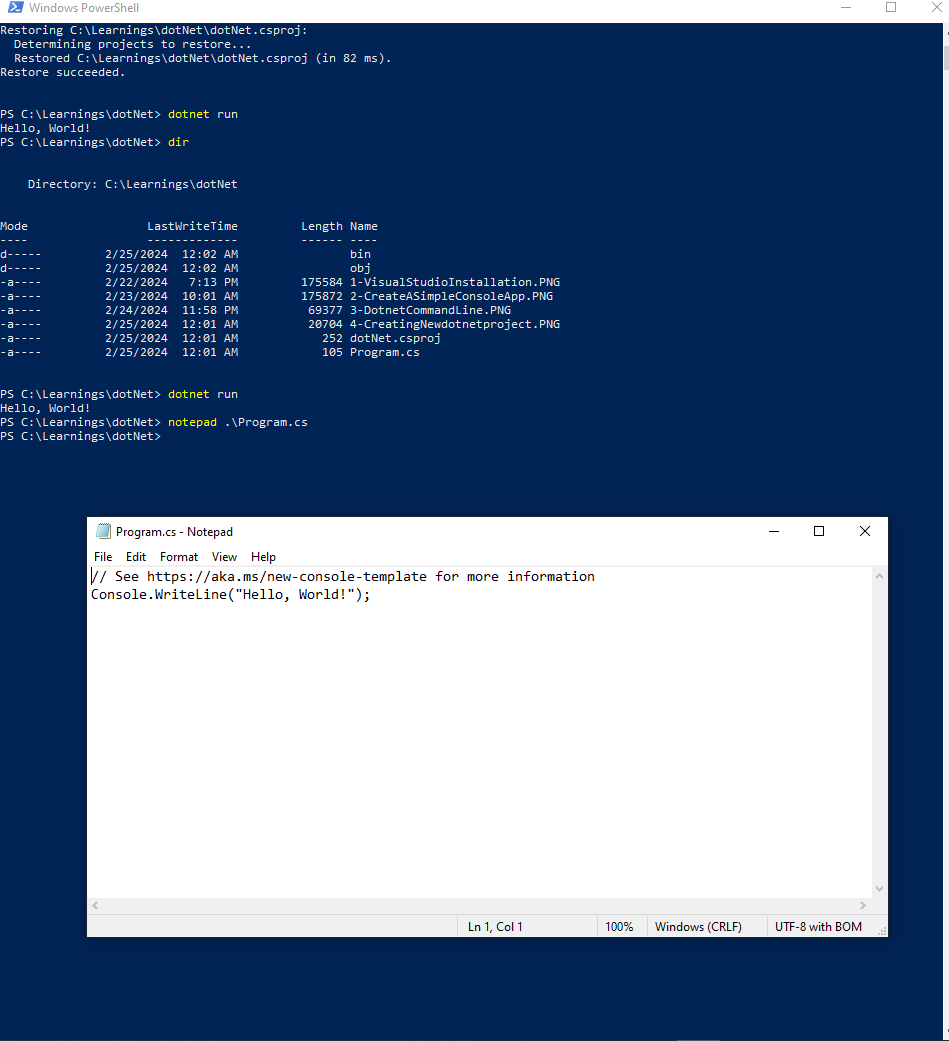 Windows PowerShell
Restoring C:\Learnings\dotNet\dotNet.csproj:
  Determining projects to restore...
  Restored C:\Learnings\dotNet\dotNet.csproj (in 82 ms).
Restore succeeded.
PS C:\Learnings\dotNet> dotnet run
Hello, World!
PS C:\Learnings\dotNet> dir
    Directory: C:\Learnings\dotNet
Mode                 LastWriteTime         Length Name
----                 -------------         ------ ----
d-----         2/25/2024  12:02 AM                bin
d-----         2/25/2024  12:02 AM                obj
-a----         2/22/2024   7:13 PM         175584 1-VisualStudioInstallation.PNG
-a----         2/23/2024  10:01 AM         175872 2-CreateASimpleConsoleApp.PNG
-a----         2/24/2024  11:58 PM          69377 3-DotnetCommandLine.PNG
-a----         2/25/2024  12:01 AM          20704 4-CreatingNewdotnetproject.PNG
-a----         2/25/2024  12:01 AM            252 dotNet.csproj
-a----         2/25/2024  12:01 AM            105 Program.cs
PS C:\Learnings\dotNet> dotnet run
Hello, World!
PS C:\Learnings\dotNet> notepad .\Program.cs
PS C:\Learnings\dotNet>
Program.cs - Notepad
File Edit Format View Help
// See https://aka.ms/new-console-template for more information
Console.WriteLine("Hello, World!");
Ln 1, Col 1 100% Windows (CRLF) UTF-8 with BOM